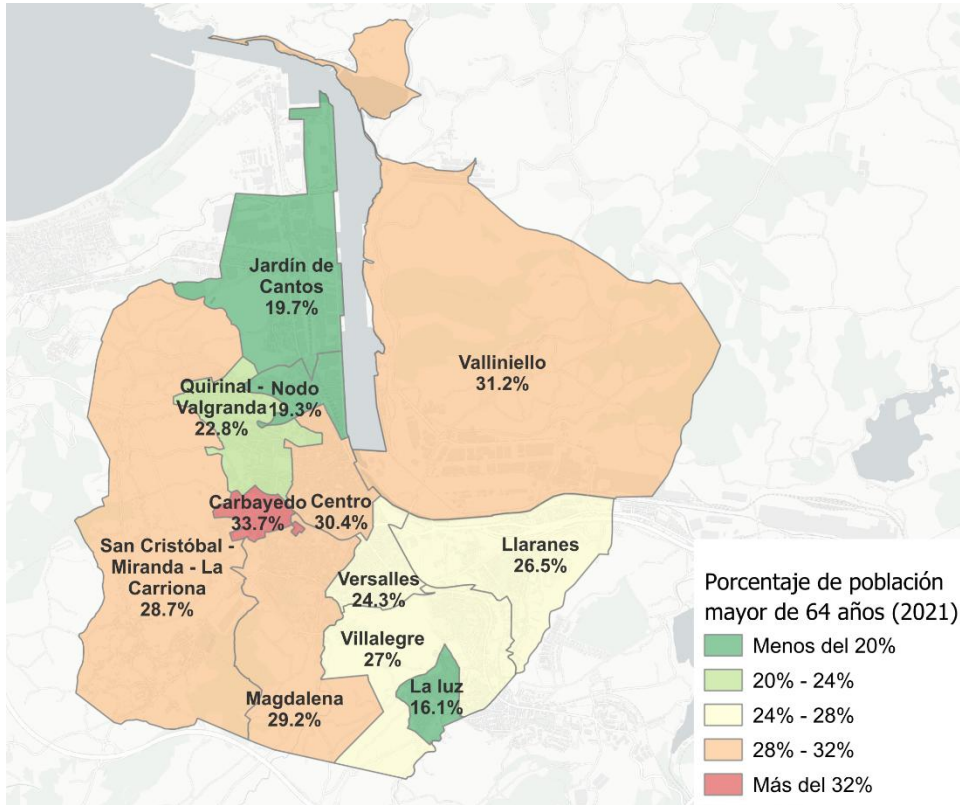 Jardín de
Cantos
19.7%
Valliniello
31.2%
Quirinal -
Valgranda
22.8%
Nodo
19.3%
Carbayedo
33.7%
Centro
30.4%
San Cristóbal -
Miranda - La
Carriona
28.7%
Llaranes
26.5%
Versalles
24.3%
Villalegre
27%
La luz
16.1%
Magdalena
29.2%
Porcentaje de población
mayor de 64 años (2021)
Menos del 20%
20% - 24%
24% - 28%
28% - 32%
Más del 32%